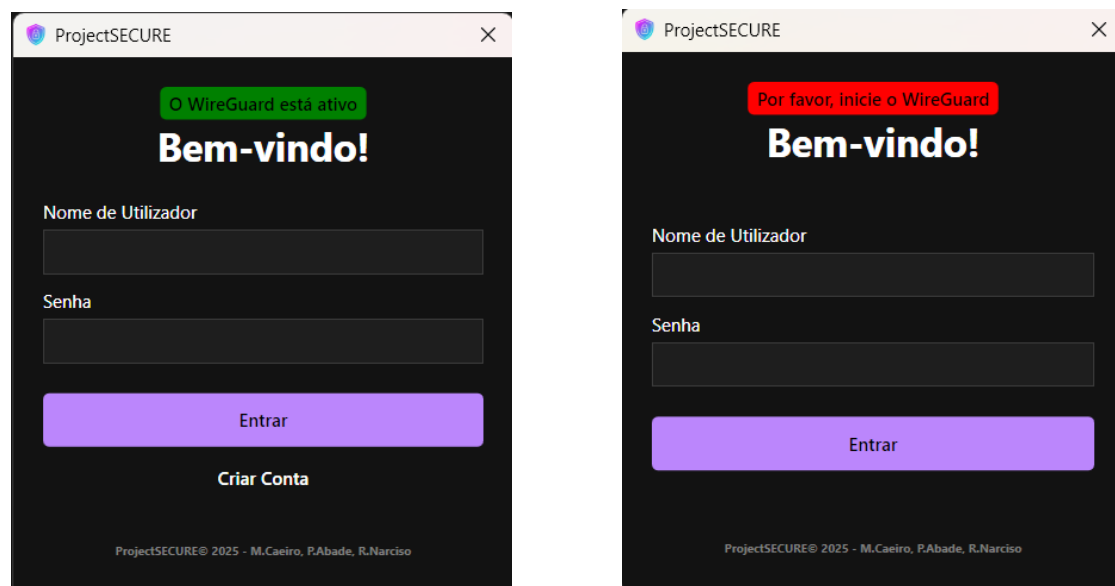 ProjectSECURE
O WireGuard está ativo
Bem-vindo!
Nome de Utilizador
Senha
Entrar
Criar Conta
ProjectSECURE© 2025 - M.Caeiro, P.Abade, R.Narciso
ProjectSECURE
Por favor, inicie o WireGuard
Bem-vindo!
Nome de Utilizador
Senha
Entrar
ProjectSECURE© 2025 - M.Caeiro, P.Abade, R.Narciso